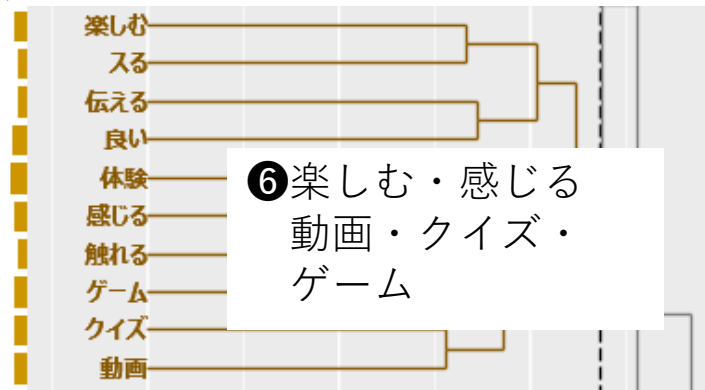 楽しむ
スる
伝える
良い
体験
感じる
触れる
ゲーム
クイズ
動画
❻楽しむ・感じる
動画・クイズ・
ゲーム